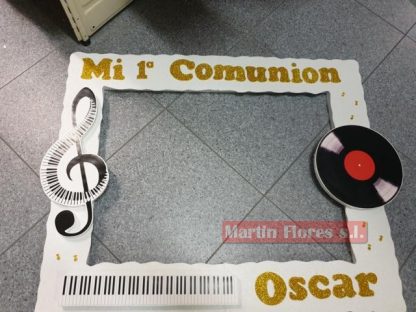 Mi 1º Comunion
Martin Flores s.l.
Oscar